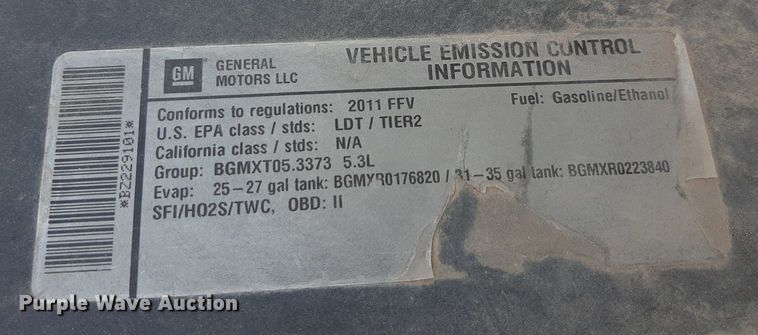 *BZ229101*
GM
GENERAL
MOTORS LLC
VEHICLE EMISSION CONTROL
INFORMATION
Conforms to regulations: 2011 FFV
Fuel: Gasoline/Ethanol
U.S. EPA class / stds: LDT / TIER2
California class / stds: N/A
Group: BGMXT05.3373 5.3L
Evap: 25-27 gal tank: BGMXR0176820 / 31-35 gal tank: BGMXR0223840
SFI/HO2S/TWC, OBD: II
Purple Wave Auction